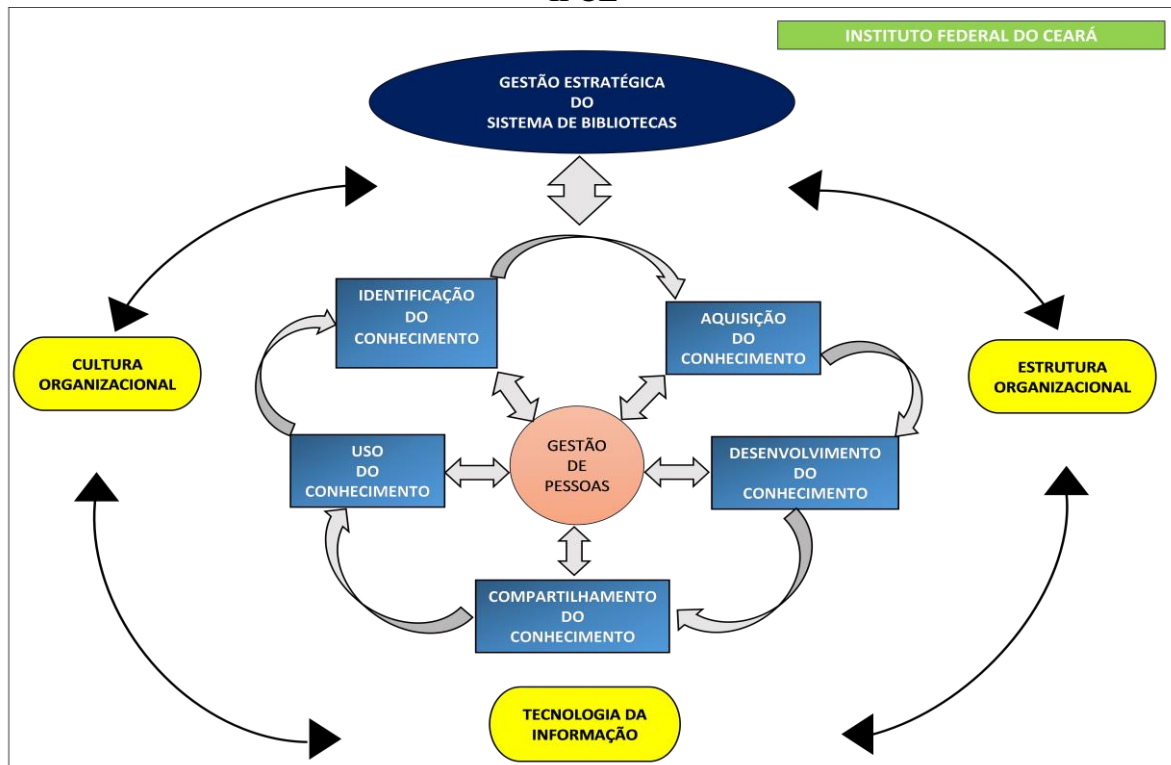 INSTITUTO FEDERAL DO CEARÁ
GESTÃO ESTRATÉGICA
DO
SISTEMA DE BIBLIOTECAS
IDENTIFICAÇÃO
DO
CONHECIMENTO
AQUISIÇÃO
DO
CONHECIMENTO
CULTURA
ORGANIZACIONAL
ESTRUTURA
ORGANIZACIONAL
USO
DO
CONHECIMENTO
GESTÃO
DE
PESSOAS
DESENVOLVIMENTO
DO
CONHECIMENTO
COMPARTILHAMENTO
DO
CONHECIMENTO
TECNOLOGIA DA
INFORMAÇÃO